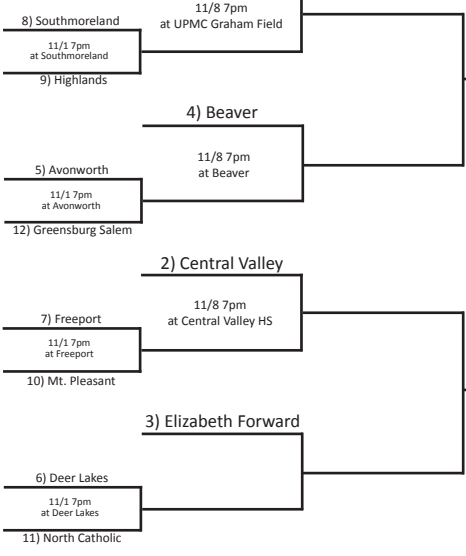 11/8 7pm
at UPMC Graham Field
8) Southmoreland
11/1 7pm
at Southmoreland
9) Highlands
4) Beaver
11/8 7pm
at Beaver
5) Avonworth
11/1 7pm
at Avonworth
12) Greensburg Salem
2) Central Valley
11/8 7pm
at Central Valley HS
7) Freeport
11/1 7pm
at Freeport
10) Mt. Pleasant
3) Elizabeth Forward
6) Deer Lakes
11/1 7pm
at Deer Lakes
11) North Catholic